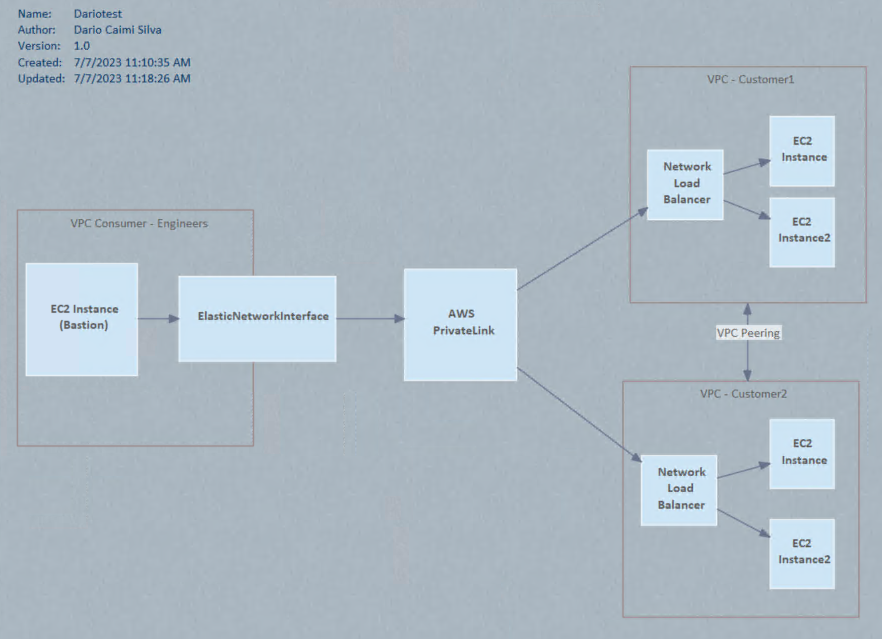 Name: Dariotest
Author: Dario Caimi Silva
Version: 1.0
Created: 7/7/2023 11:10:35 AM
Updated: 7/7/2023 11:18:26 AM
VPC - Customer1
EC2
Instance
Network
Load
Balancer
EC2
Instance2
VPC Consumer - Engineers
EC2 Instance
(Bastion)
ElasticNetworkInterface
AWS
PrivateLink
VPC Peering
VPC - Customer2
EC2
Instance
Network
Load
Balancer
EC2
Instance2